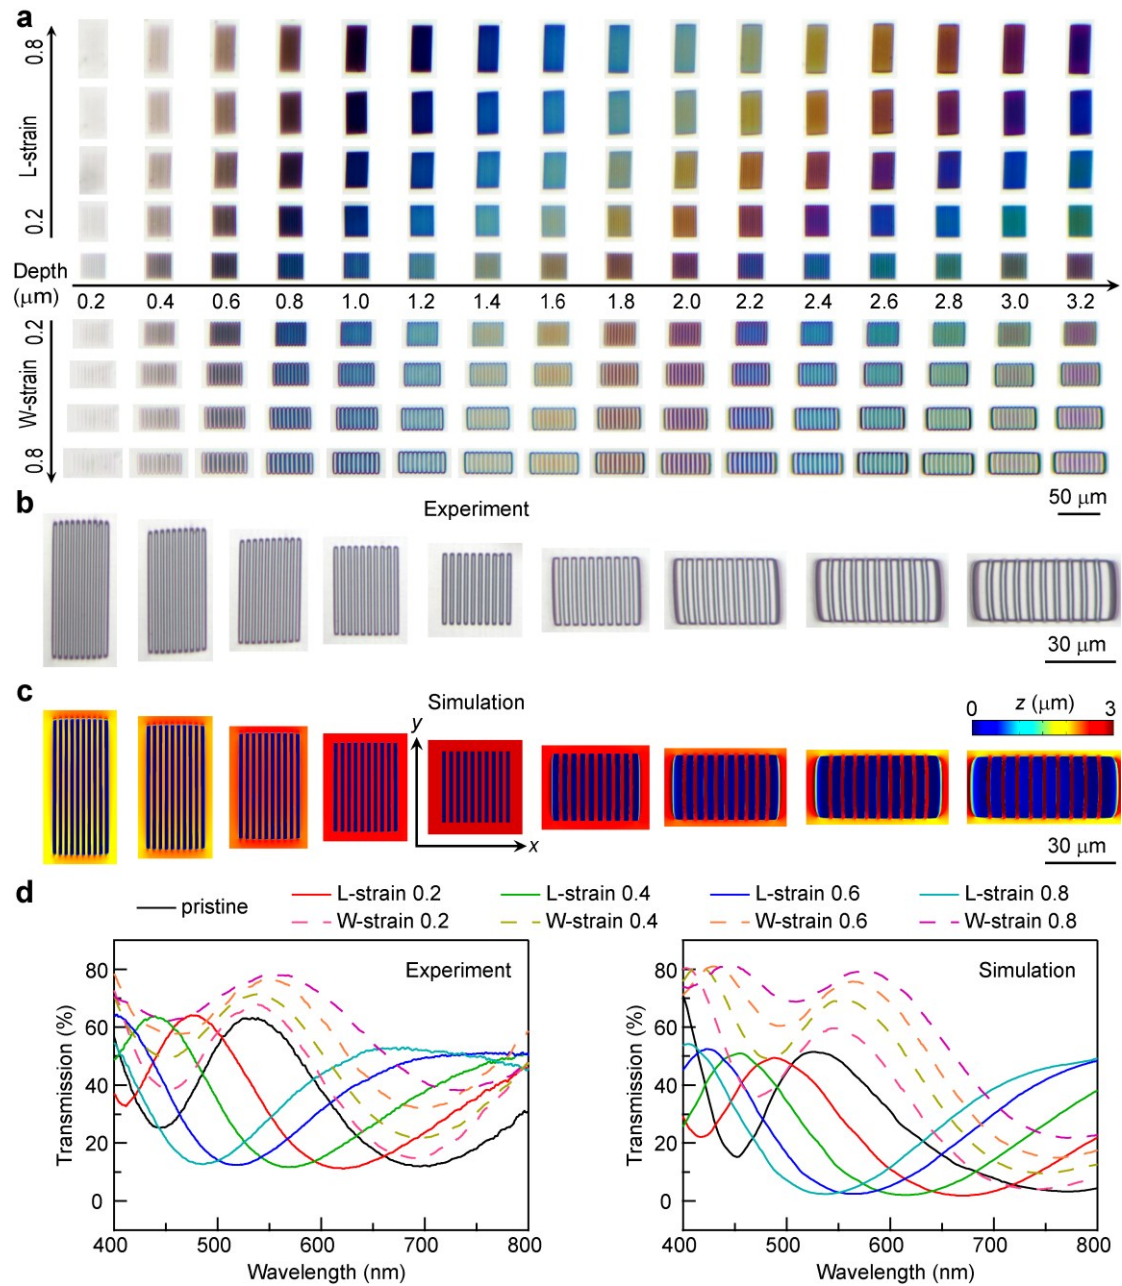 a
0.8
L-strain
0.2
Depth
(μm)
0.2 0.4 0.6 0.8 1.0 1.2 1.4 1.6 1.8 2.0 2.2 2.4 2.6 2.8 3.0 3.2
0.2
W-strain
0.8
50 μm
b
Experiment
30 μm
c
Simulation
y
x
z (μm)
0 3
30 μm
d
pristine L-strain 0.2 L-strain 0.4 L-strain 0.6 L-strain 0.8
W-strain 0.2 W-strain 0.4 W-strain 0.6 W-strain 0.8
Experiment
Transmission (%)
80
60
40
20
0
400 500 600 700 800
Wavelength (nm)
Simulation
Transmission (%)
80
60
40
20
0
400 500 600 700 800
Wavelength (nm)